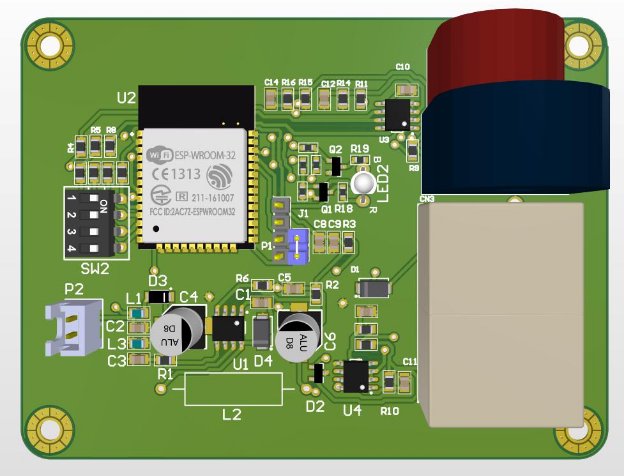 C10
C14 R16 R15 C12 R14 R11
U2
U3
R5 R8
R4
Q2 R19
B
R9
Wi Fi ESP-WROOM-32
CE1313
R 211-161007
FCC ID:2AC7Z-ESPWROOM32
LED2
R
CN3
ON
1
2
3
4
SW2
J1
Q1 R18
P1
C8 C9 R3
D1
D3
R6 C5 R2
C4 C1
P2
L1
C2
L3
C3
ALU
D8
ALU
D8
C6
R1
U1 D4
L2
D2 U4
R10
C11